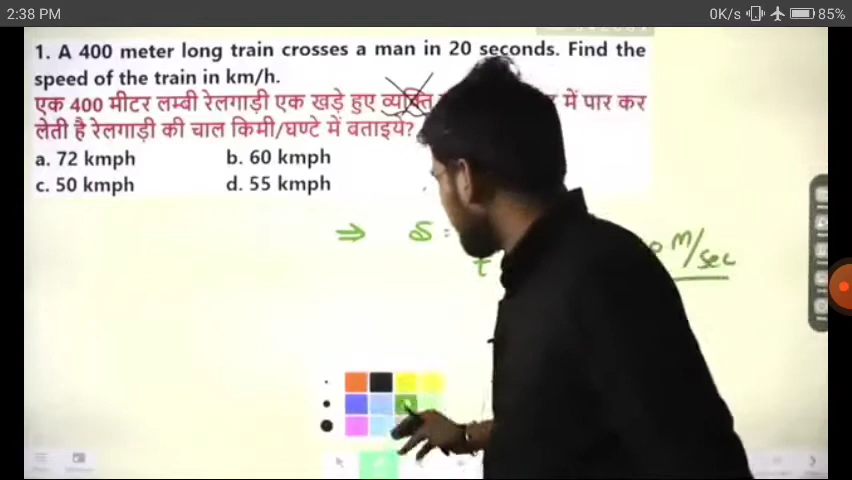 2:38 PM 0K/s 85%
1. A 400 meter long train crosses a man in 20 seconds. Find the
speed of the train in km/h.
एक 400 मीटर लम्बी रेलगाड़ी एक खड़े हुए व्यक्ति में पार कर
लेती है रेलगाड़ी की चाल किमी/घण्टे में बताइये?
a. 72 kmph b. 60 kmph
c. 50 kmph d. 55 kmph
⇒ S = M/sec
t